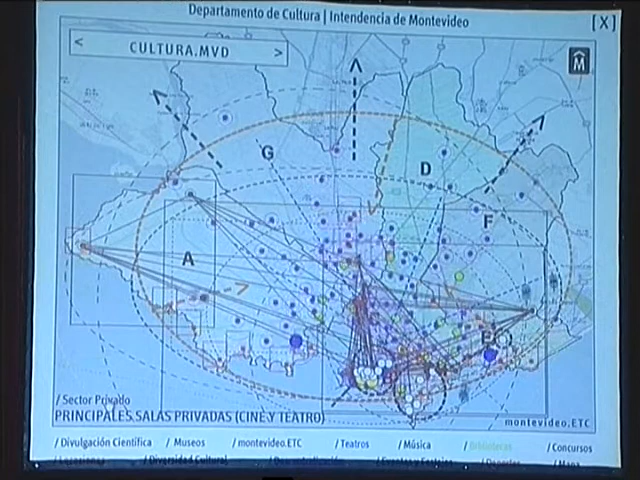 Departamento de Cultura | Intendencia de Montevideo
[X]
< CULTURA.MVD >
M
G
D
F
A
E
/ Sector Privado
PRINCIPALES SALAS PRIVADAS (CINE Y TEATRO)
montevideo.ETC
/ Divulgación Científica / Museos / montevideo.ETC / Teatros / Música / Bibliotecas / Concursos
/ Diversidad Cultural